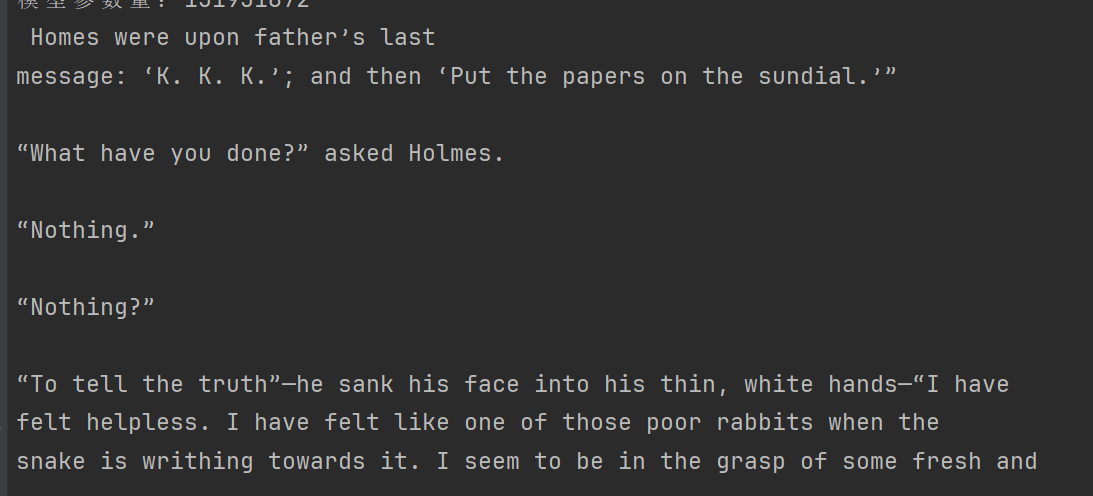 模型参数量:
Homes were upon father’s last
message: ‘K. K. K.’; and then ‘Put the papers on the sundial.’”
“What have you done?” asked Holmes.
“Nothing.”
“Nothing?”
“To tell the truth”—he sank his face into his thin, white hands—“I have
felt helpless. I have felt like one of those poor rabbits when the
snake is writhing towards it. I seem to be in the grasp of some fresh and